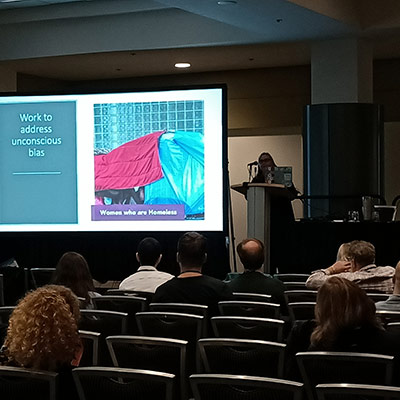 Work to
address
unconscious
bias
Women who are Homeless